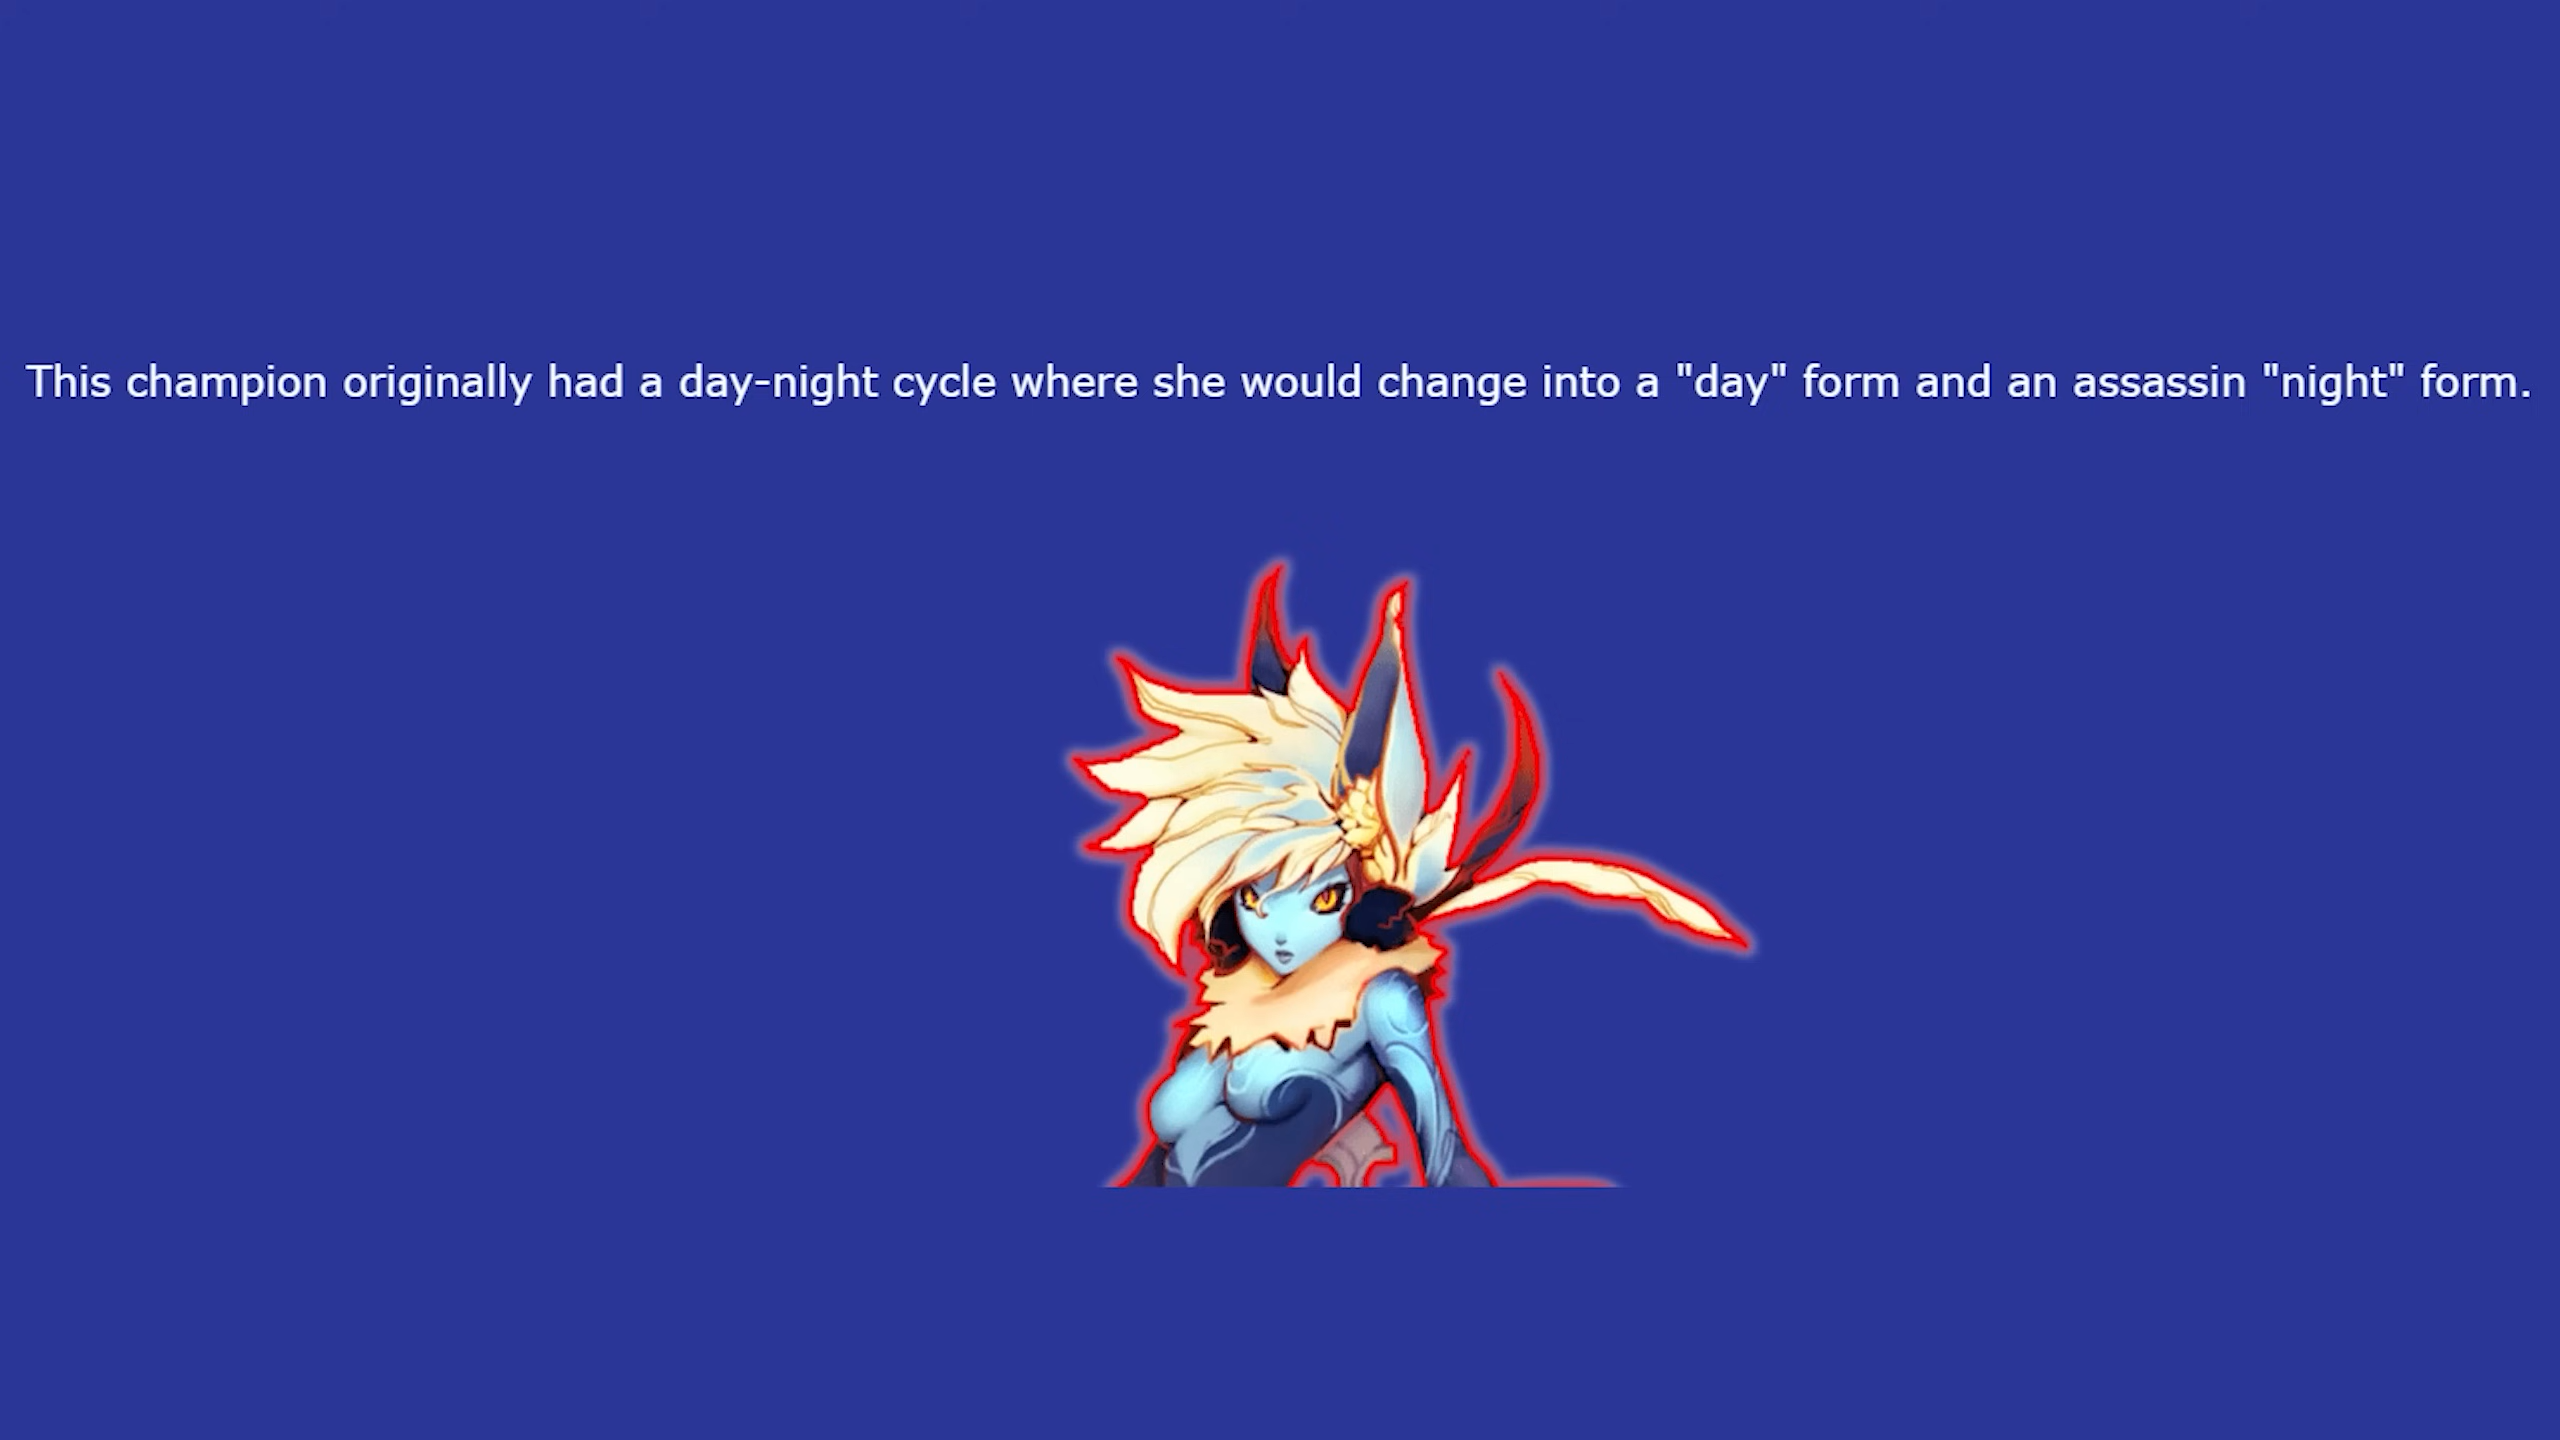 This champion originally had a day-night cycle where she would change into a "day" form and an assassin "night" form.